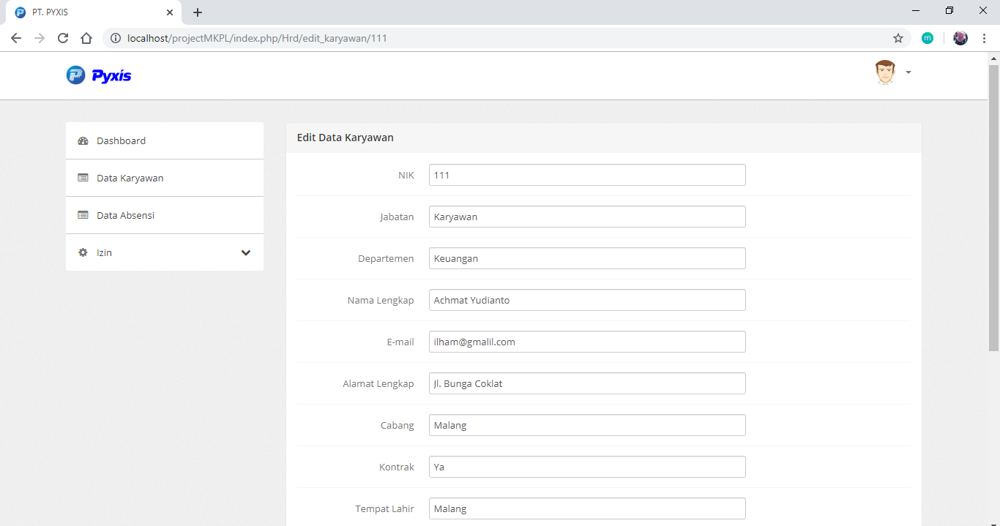 PT. PYXIS
localhost/projectMKPL/index.php/Hrd/edit_karyawan/111
m
Pyxis
Dashboard
Data Karyawan
Data Absensi
Izin
Edit Data Karyawan
NIK 111
Jabatan Karyawan
Departemen Keuangan
Nama Lengkap Achmat Yudianto
E-mail ilham@gmalil.com
Alamat Lengkap Jl. Bunga Coklat
Cabang Malang
Kontrak Ya
Tempat Lahir Malang